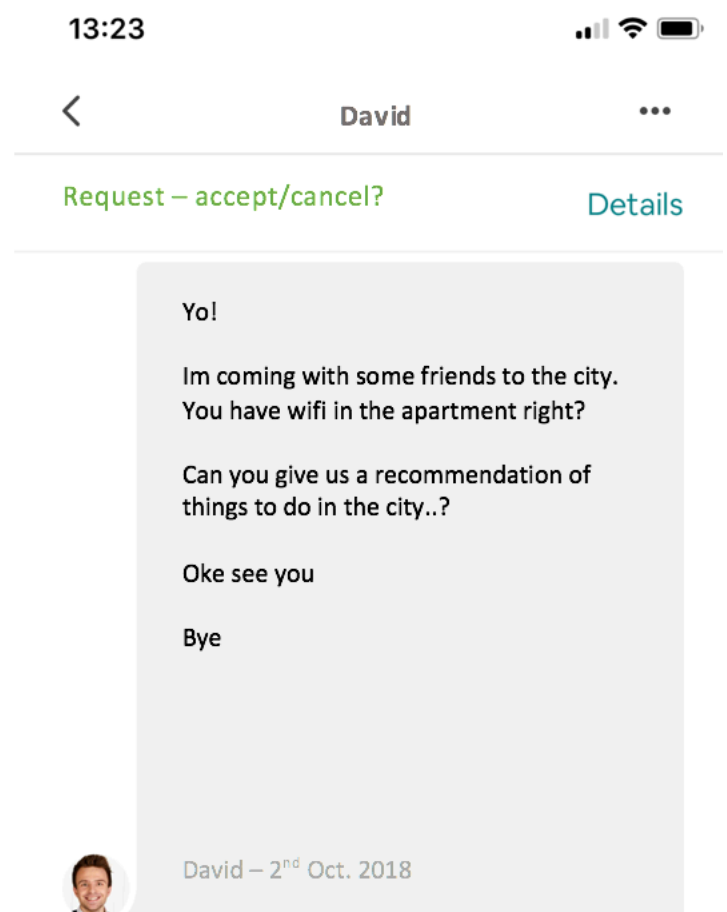 13:23
David
Request – accept/cancel?
Details
Yo!
Im coming with some friends to the city.
You have wifi in the apartment right?
Can you give us a recommendation of
things to do in the city..?
Oke see you
Bye
David – 2nd Oct. 2018